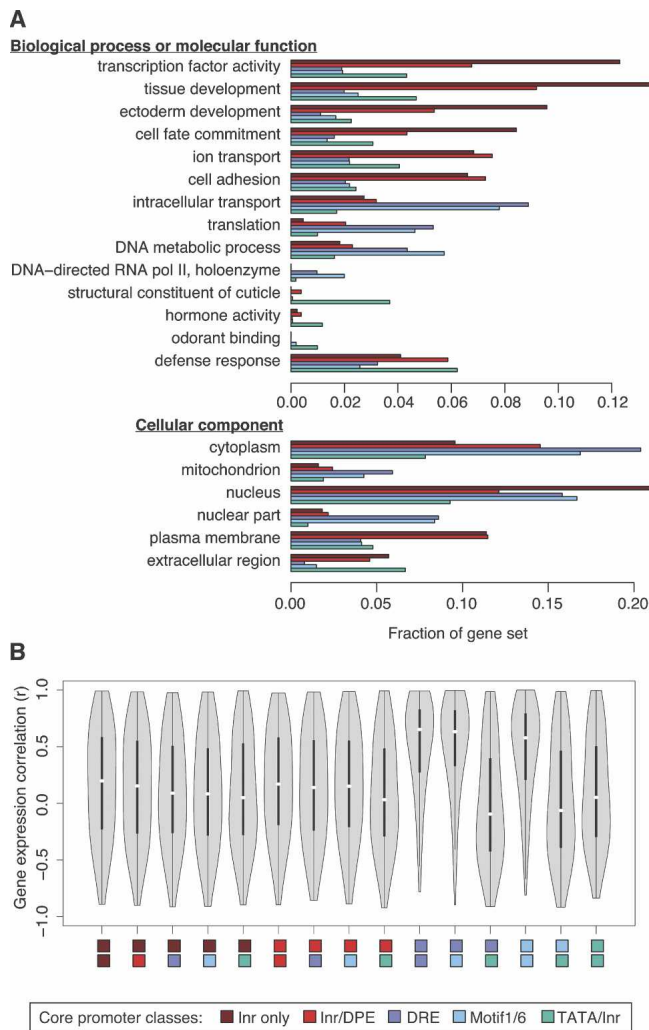 A
Biological process or molecular function
transcription factor activity
tissue development
ectoderm development
cell fate commitment
ion transport
cell adhesion
intracellular transport
translation
DNA metabolic process
DNA−directed RNA pol II, holoenzyme
structural constituent of cuticle
hormone activity
odorant binding
defense response
0.00 0.02 0.04 0.06 0.08 0.10 0.12
Cellular component
cytoplasm
mitochondrion
nucleus
nuclear part
plasma membrane
extracellular region
0.00 0.05 0.10 0.15 0.20
Fraction of gene set
B
Gene expression correlation (r)
1.0
0.5
0.0
−0.5
−1.0
Core promoter classes: Inr only Inr/DPE DRE Motif1/6 TATA/Inr